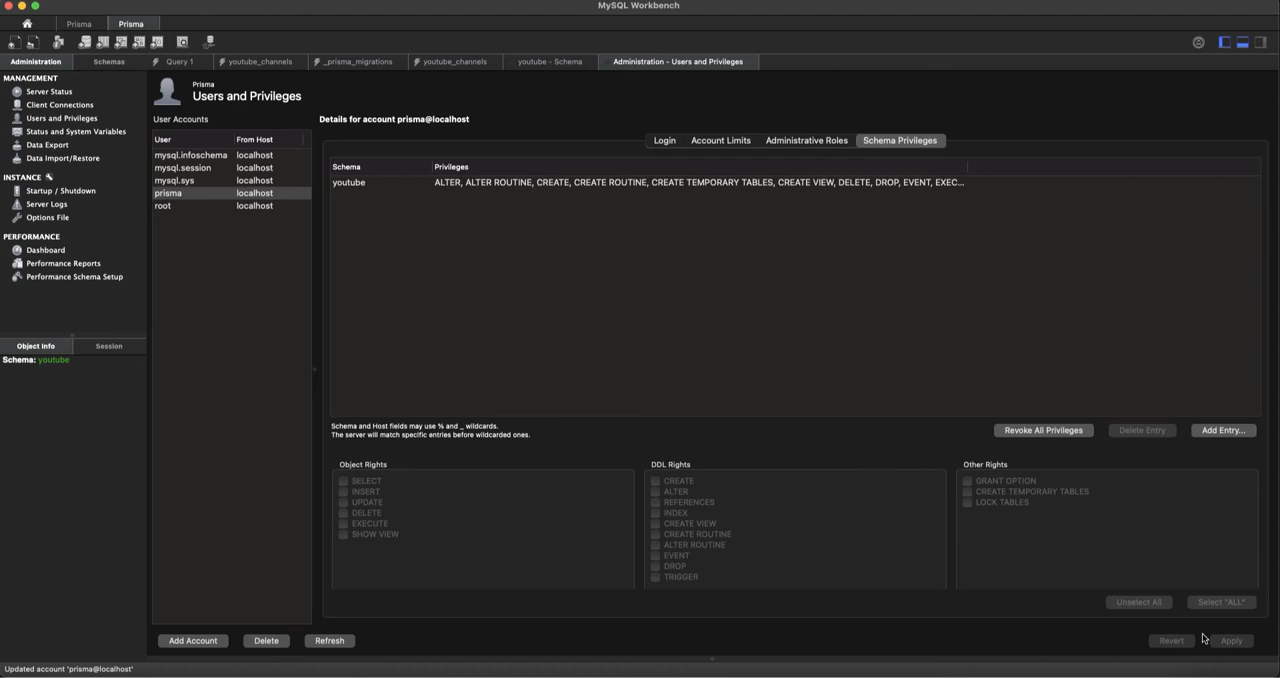 MySQL Workbench
Prisma
Prisma
Administration
Schemas
Query 1
youtube_channels
_prisma_migrations
youtube_channels
youtube - Schema
Administration - Users and Privileges
MANAGEMENT
Server Status
Client Connections
Users and Privileges
Status and System Variables
Data Export
Data Import/Restore
INSTANCE
Startup / Shutdown
Server Logs
Options File
PERFORMANCE
Dashboard
Performance Reports
Performance Schema Setup
Object Info
Session
Schema: youtube
Prisma
Users and Privileges
User Accounts
User
From Host
mysql.infoschema localhost
mysql.session localhost
mysql.sys localhost
prisma localhost
root localhost
Add Account
Delete
Refresh
Details for account prisma@localhost
Login
Account Limits
Administrative Roles
Schema Privileges
Schema
Privileges
youtube ALTER, ALTER ROUTINE, CREATE, CREATE ROUTINE, CREATE TEMPORARY TABLES, CREATE VIEW, DELETE, DROP, EVENT, EXEC...
Schema and Host fields may use % and _ wildcards.
The server will match specific entries before wildcarded ones.
Revoke All Privileges
Delete Entry
Add Entry...
Object Rights
SELECT
INSERT
UPDATE
DELETE
EXECUTE
SHOW VIEW
DDL Rights
CREATE
ALTER
REFERENCES
INDEX
CREATE VIEW
CREATE ROUTINE
ALTER ROUTINE
EVENT
DROP
TRIGGER
Other Rights
GRANT OPTION
CREATE TEMPORARY TABLES
LOCK TABLES
Unselect All
Select "ALL"
Revert
Apply
Updated account 'prisma@localhost'